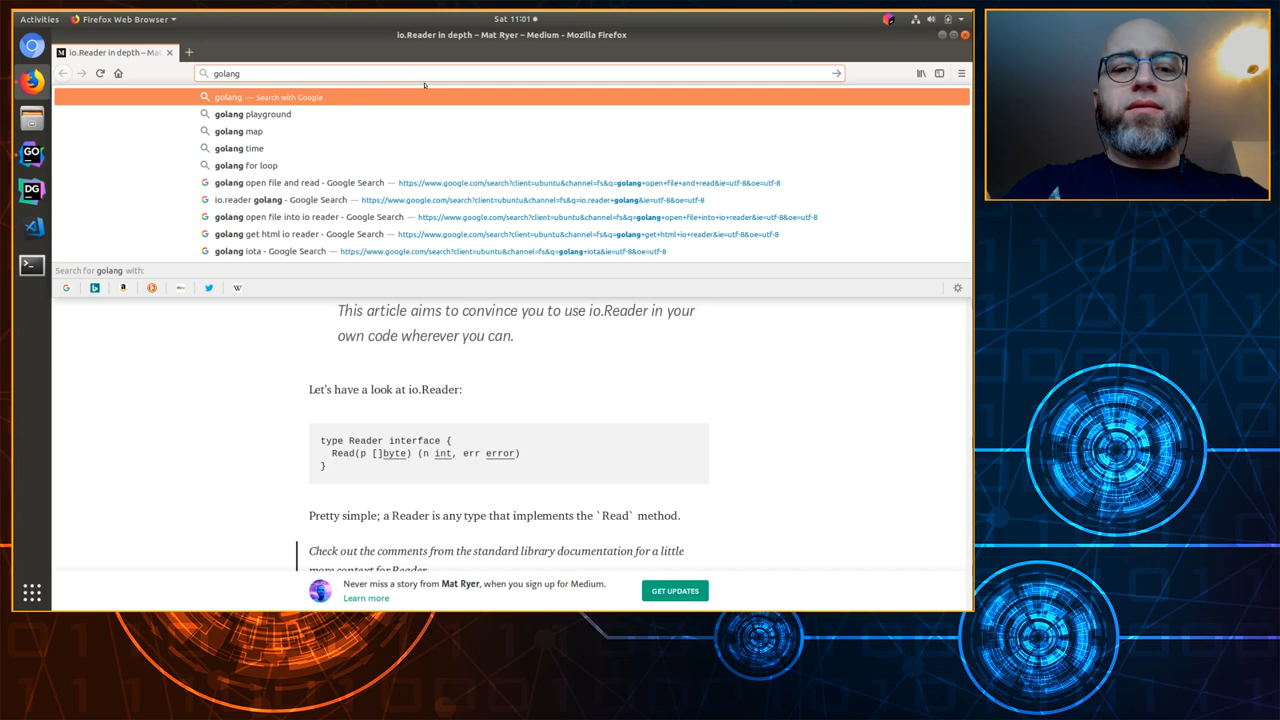 Activities
Firefox Web Browser
Sat 11:01
io.Reader in depth – Mat Ryer – Medium - Mozilla Firefox
io.Reader in depth – Mat
golang
golang — Search with Google
golang playground
golang map
golang time
golang for loop
golang open file and read - Google Search — https://www.google.com/search?client=ubuntu&channel=fs&q=golang+open+file+and+read&ie=utf-8&oe=utf-8
io.reader golang - Google Search — https://www.google.com/search?client=ubuntu&channel=fs&q=io.reader+golang&ie=utf-8&oe=utf-8
golang open file into io reader - Google Search — https://www.google.com/search?client=ubuntu&channel=fs&q=golang+open+file+into+io+reader&ie=utf-8&oe=utf-8
golang get html io reader - Google Search — https://www.google.com/search?client=ubuntu&channel=fs&q=golang+get+html+io+reader&ie=utf-8&oe=utf-8
golang iota - Google Search — https://www.google.com/search?client=ubuntu&channel=fs&q=golang+iota&ie=utf-8&oe=utf-8
Search for golang with:
This article aims to convince you to use io.Reader in your
own code wherever you can.
Let's have a look at io.Reader:
type Reader interface {
Read(p []byte) (n int, err error)
}
Pretty simple; a Reader is any type that implements the `Read` method.
Check out the comments from the standard library documentation for a little
more context for Reader
Never miss a story from Mat Ryer, when you sign up for Medium.
Learn more
GET UPDATES
GO
DG